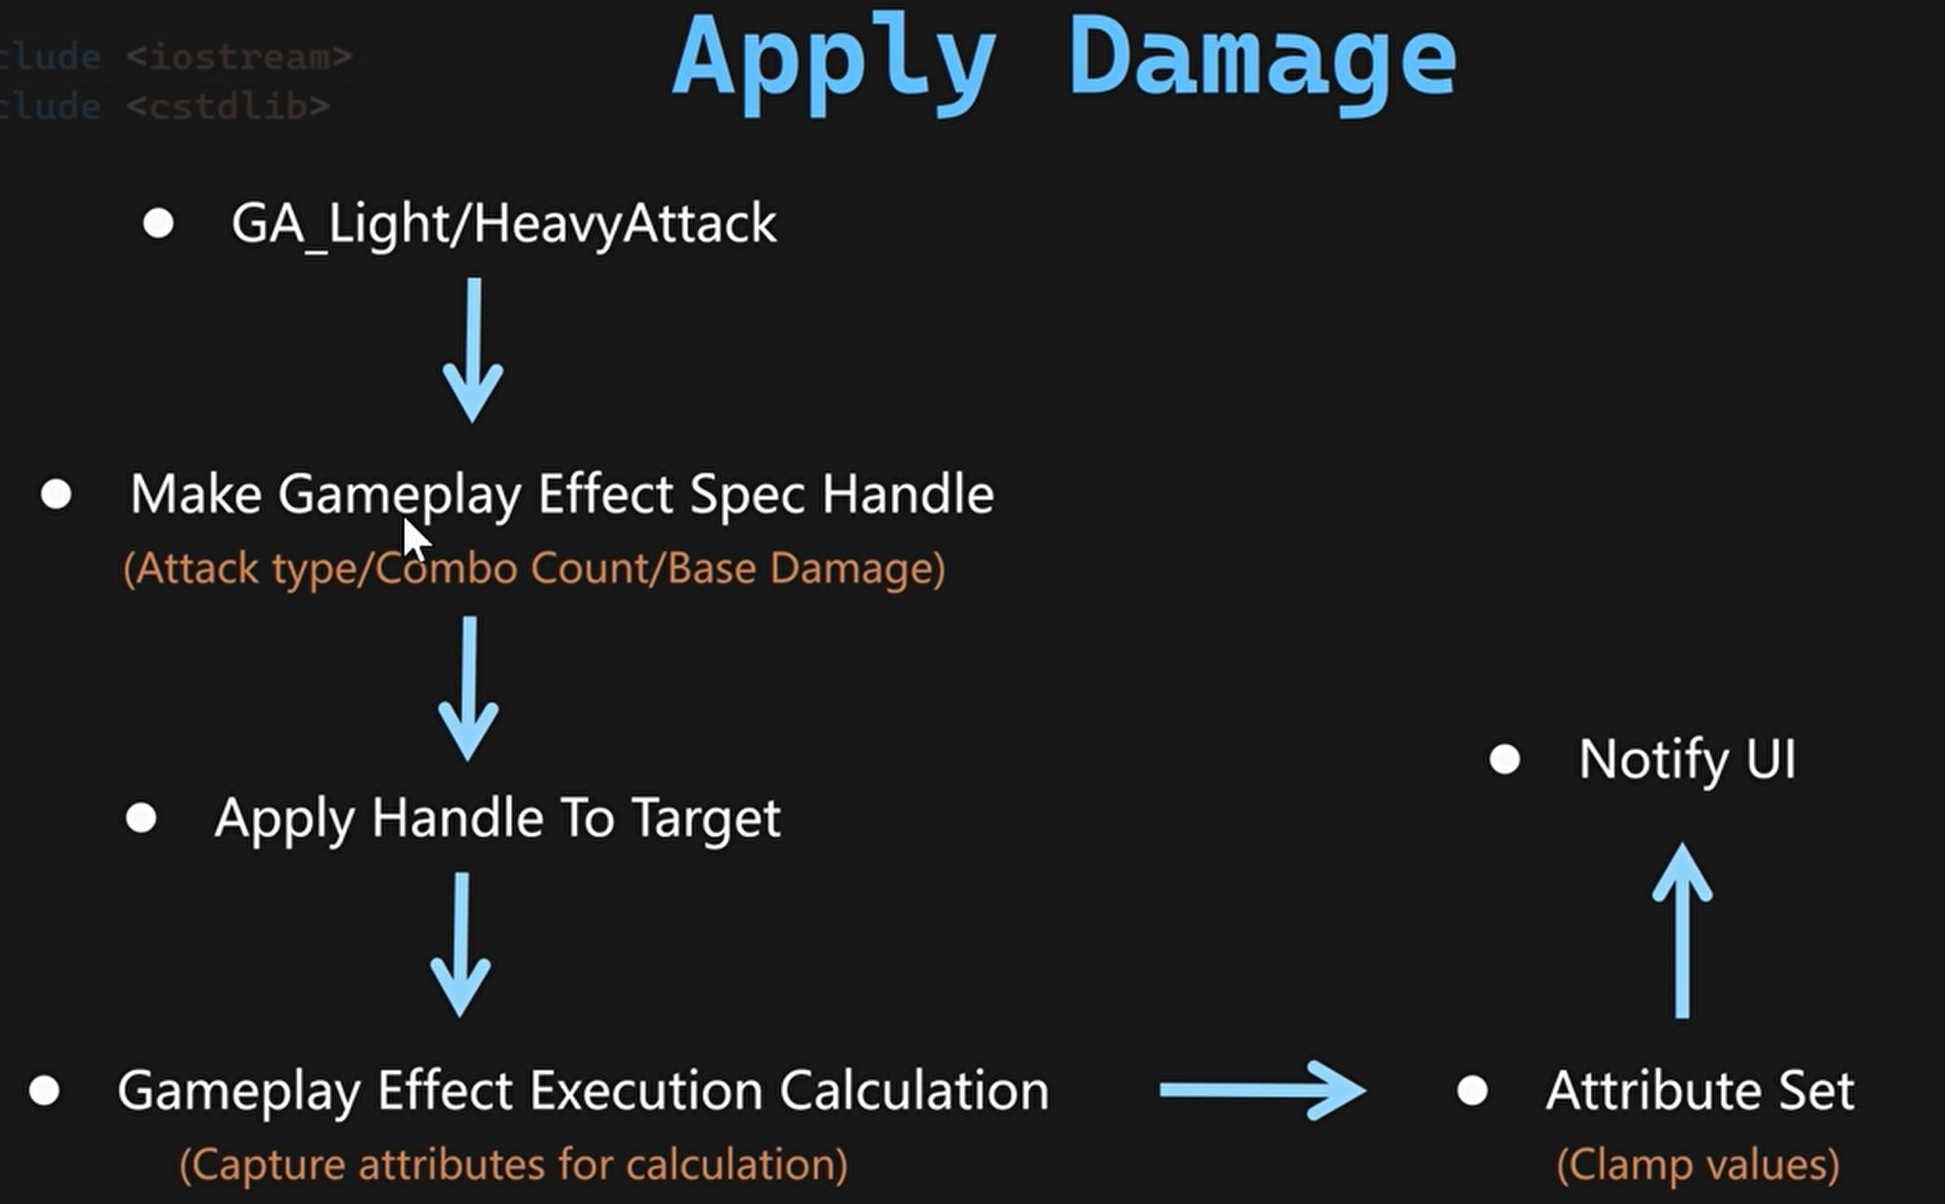 clude <iostream>
clude <cstdlib>
Apply Damage
GA_Light/HeavyAttack
Make Gameplay Effect Spec Handle
(Attack type/Combo Count/Base Damage)
Apply Handle To Target
Notify UI
Gameplay Effect Execution Calculation
(Capture attributes for calculation)
Attribute Set
(Clamp values)